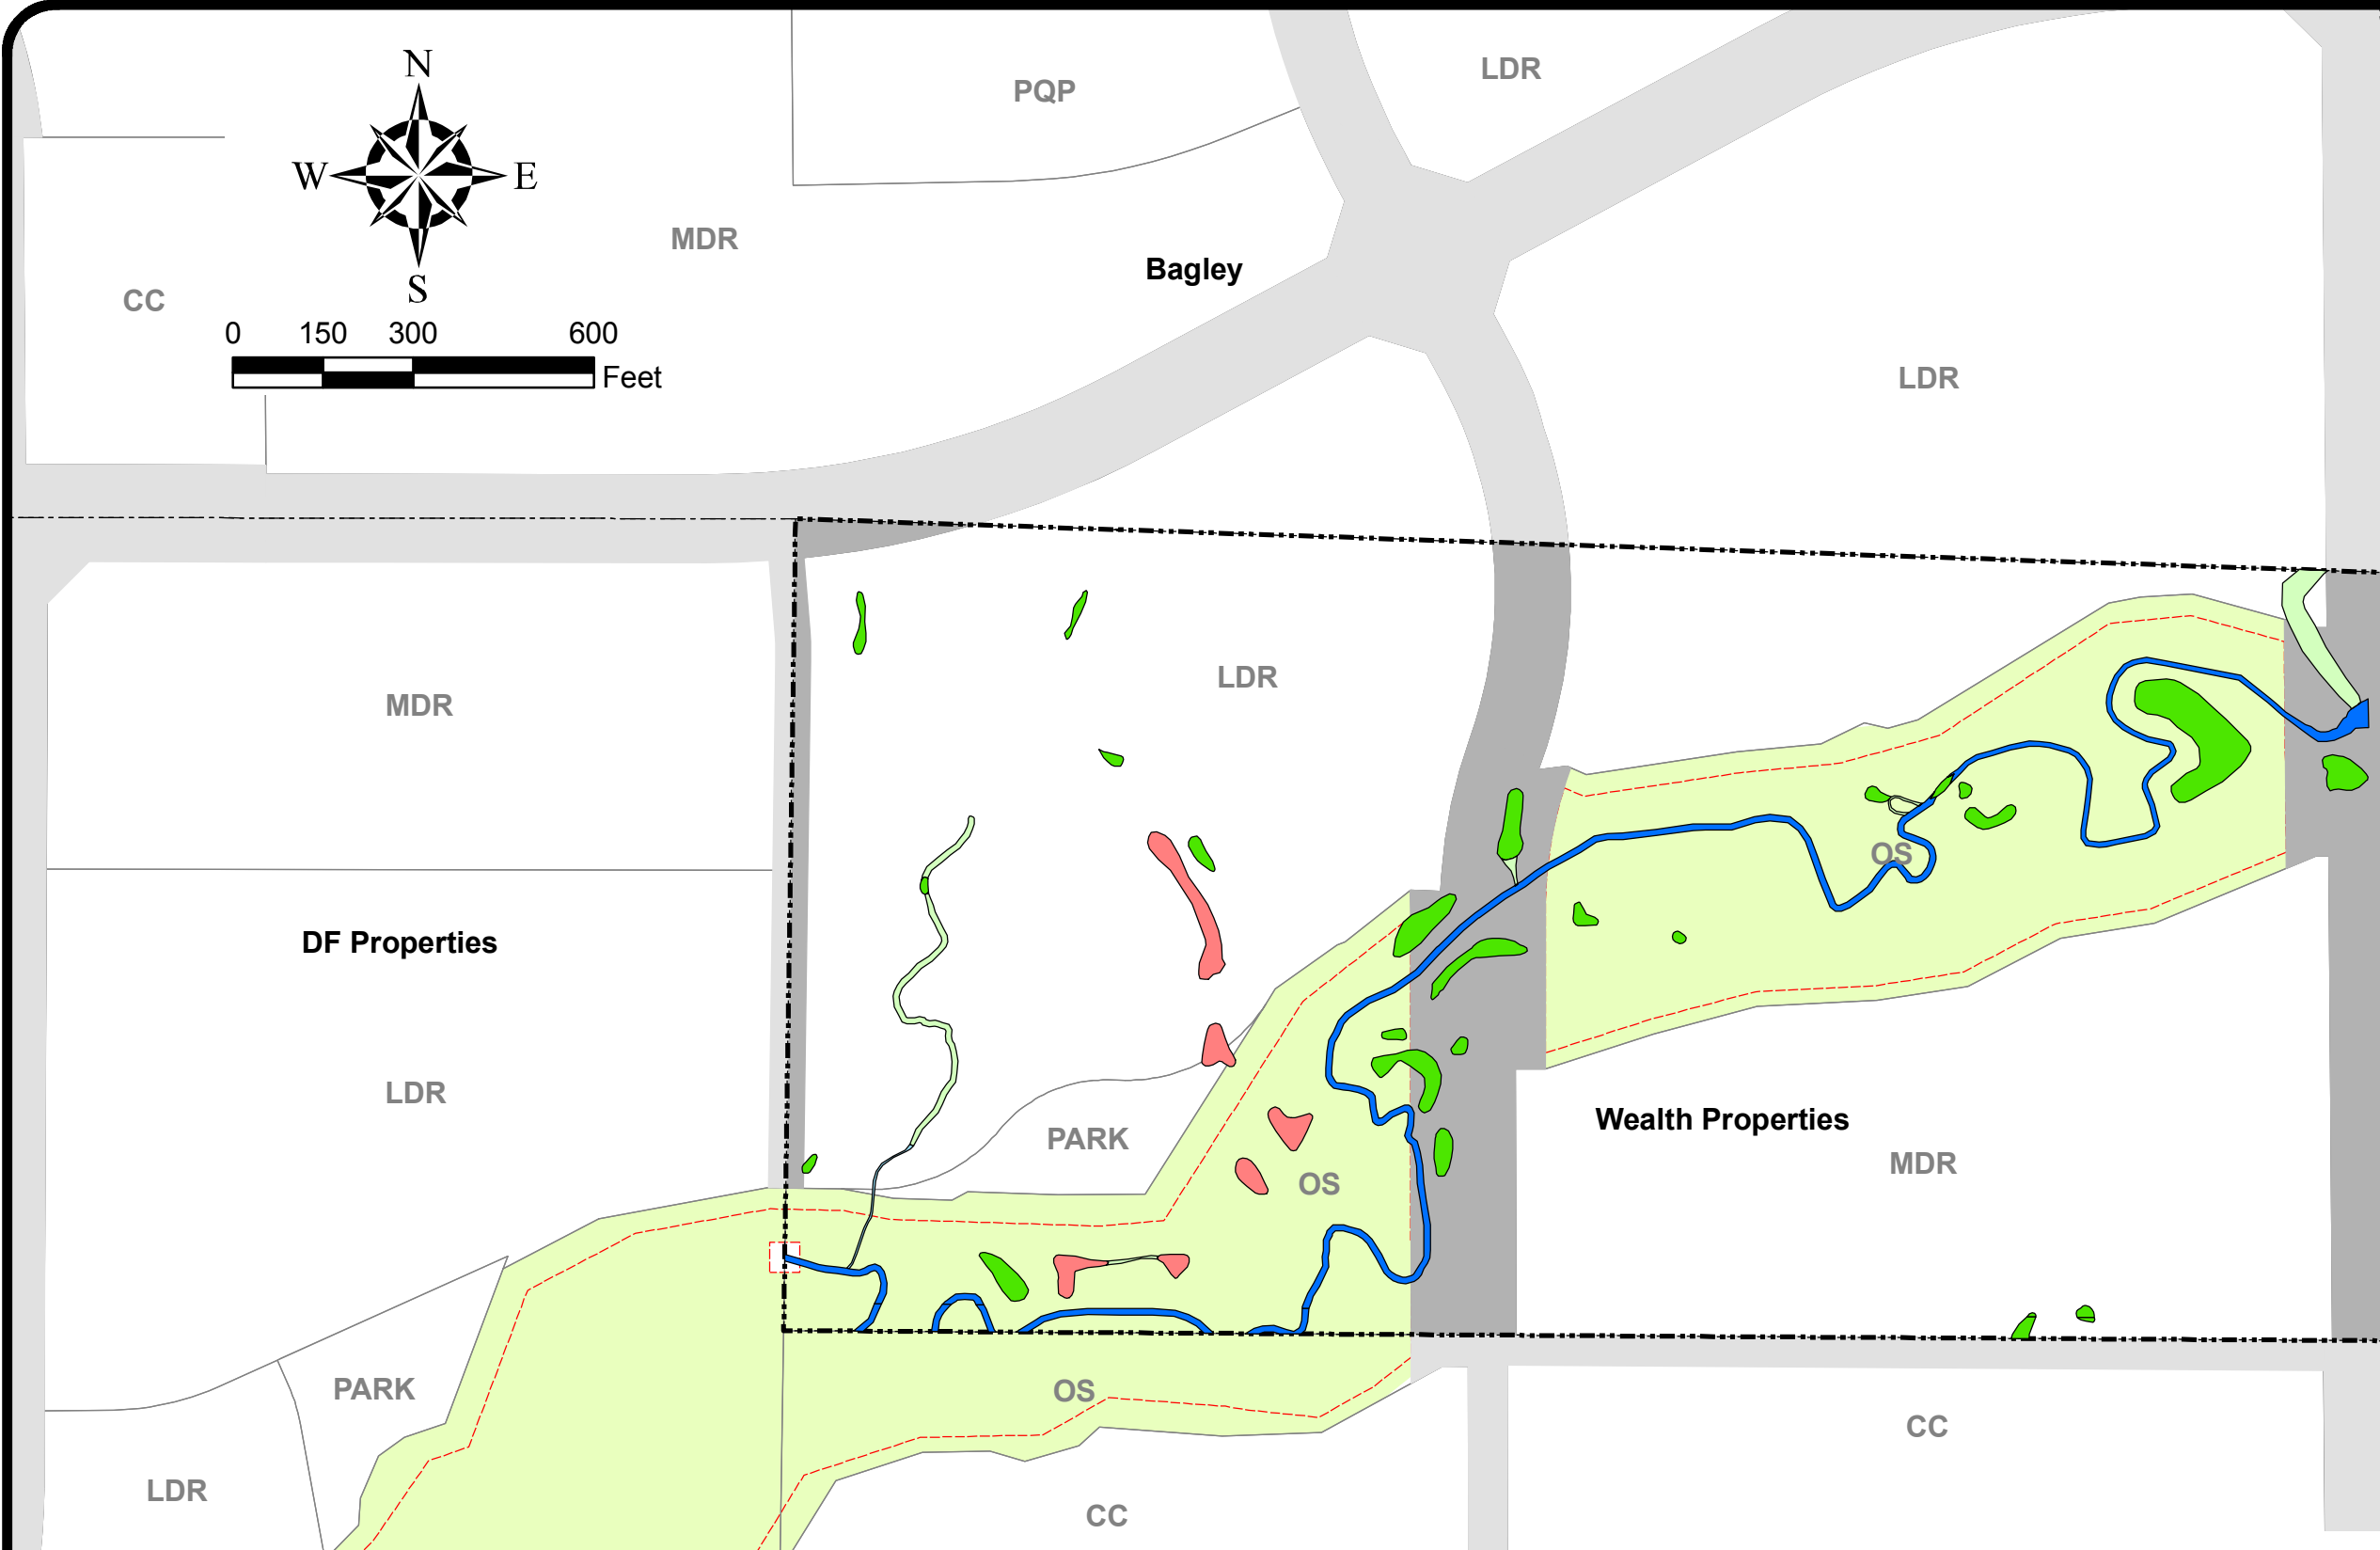 N
W E
S
0 150 300 600
Feet
PQP
LDR
MDR
Bagley
CC
LDR
MDR
LDR
DF Properties
LDR
PARK
OS
OS
Wealth Properties
MDR
PARK
OS
LDR
CC
CC